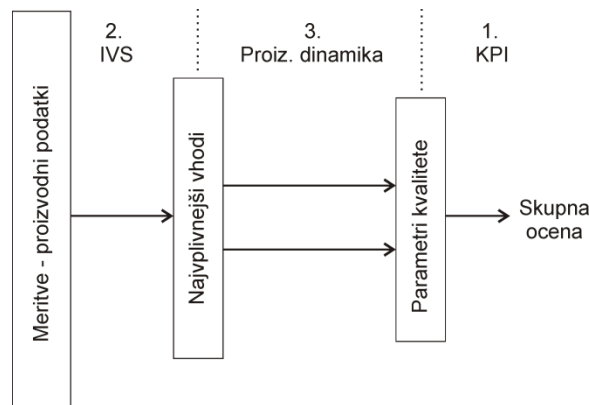 2.
IVS
3.
Proiz. dinamika
1.
KPI
Meritve - proizvodni podatki
Najvplivnejši vhodi
Parametri kvalitete
Skupna
ocena